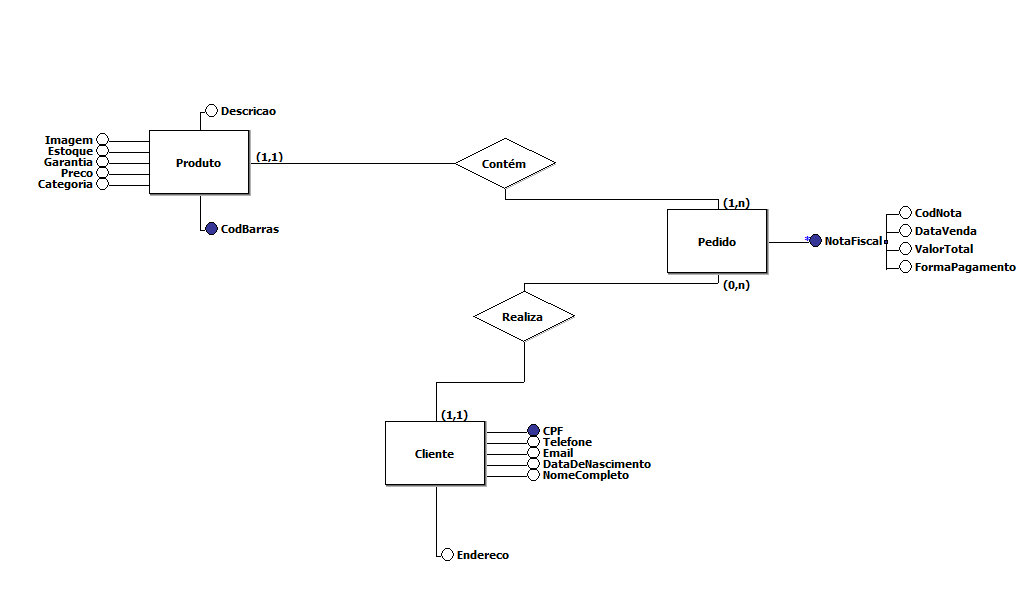 Descricao
Imagem
Estoque
Garantia
Preco
Categoria
Produto
(1,1)
Contém
CodBarras
(1,n)
Pedido
*
NotaFiscal
CodNota
DataVenda
ValorTotal
FormaPagamento
(0,n)
Realiza
(1,1)
Cliente
CPF
Telefone
Email
DataDeNascimento
NomeCompleto
Endereco